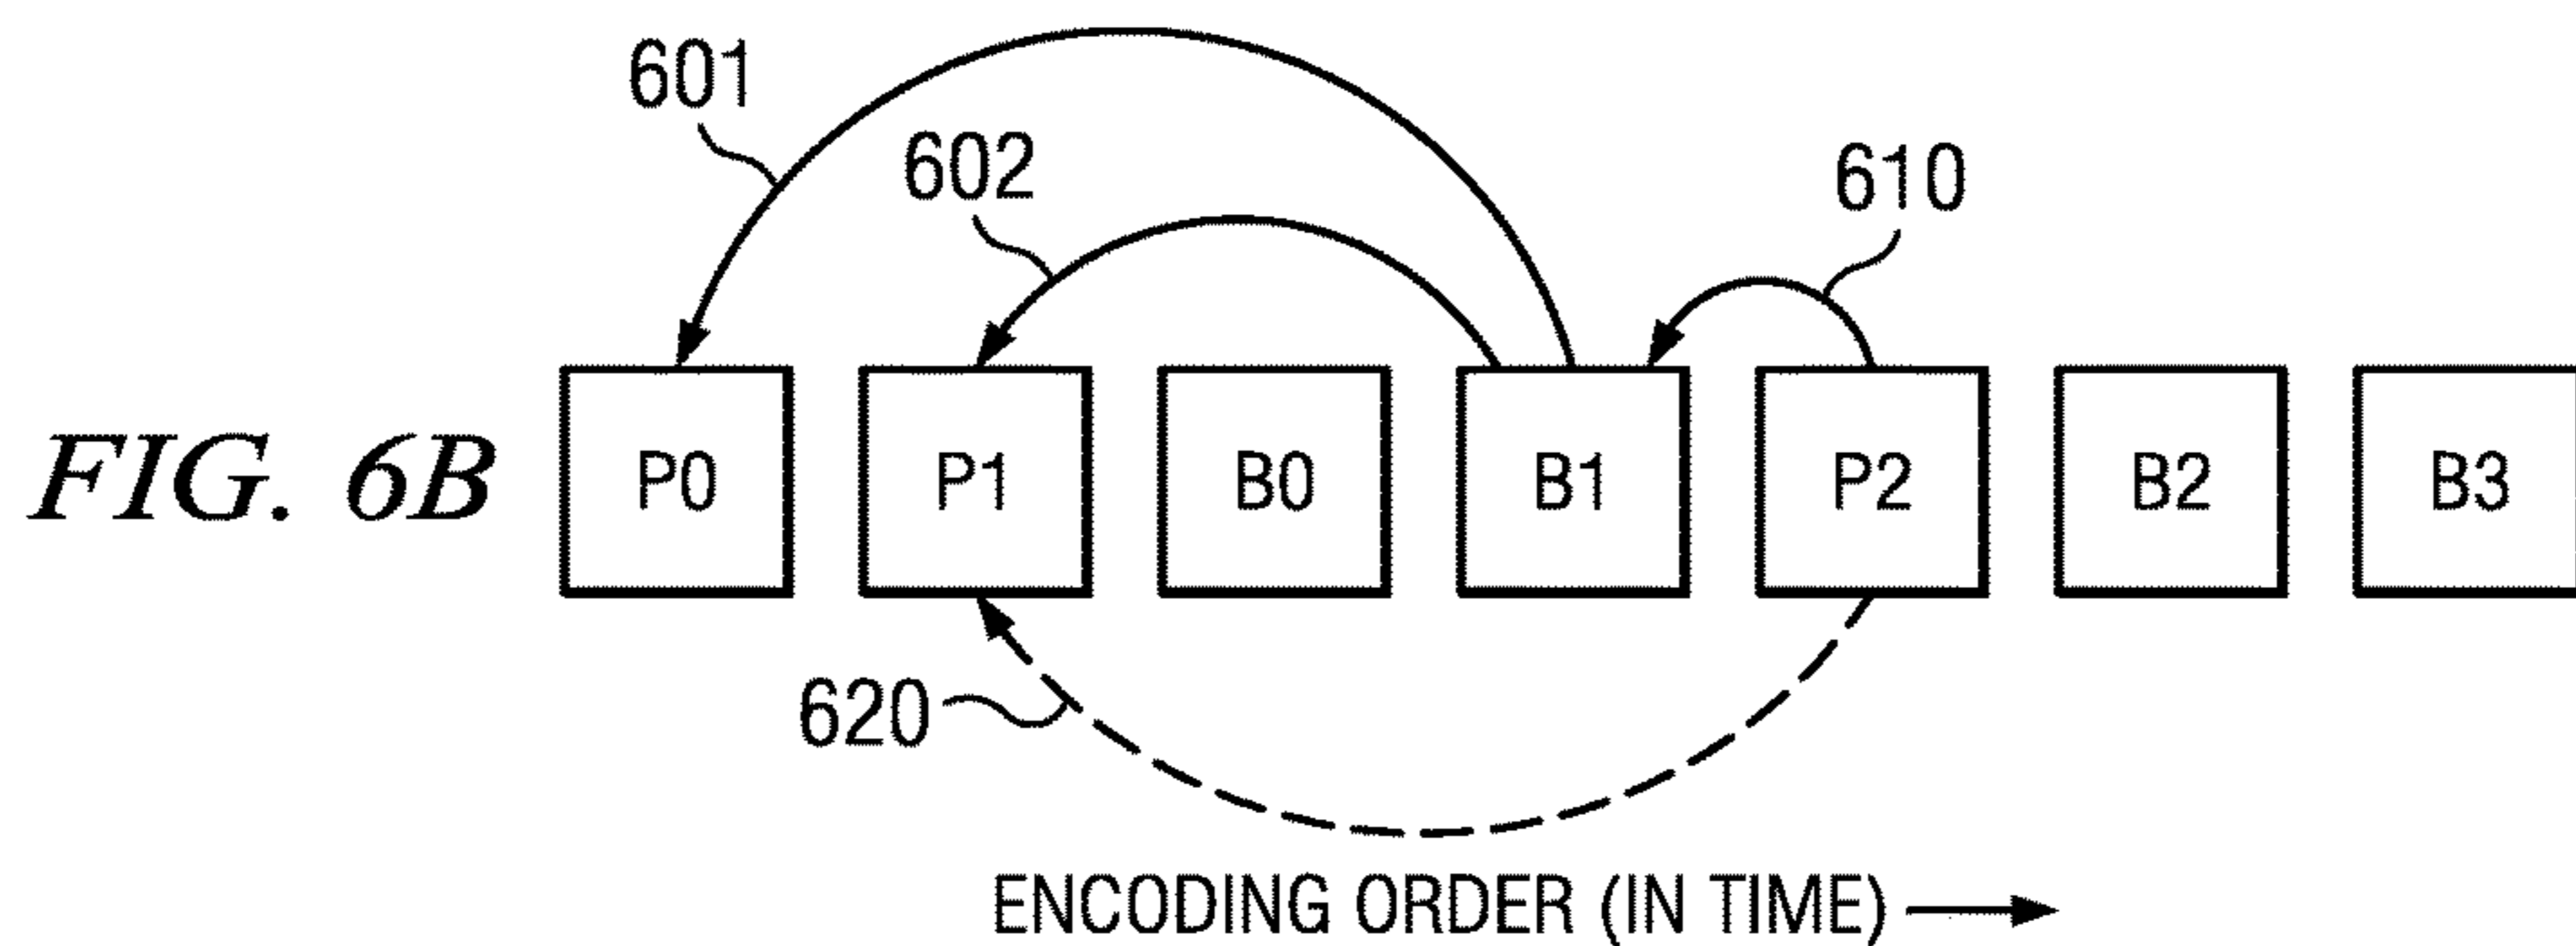 601
602
610
FIG. 6B
P0 P1 B0 B1 P2 B2 B3
620
ENCODING ORDER (IN TIME)